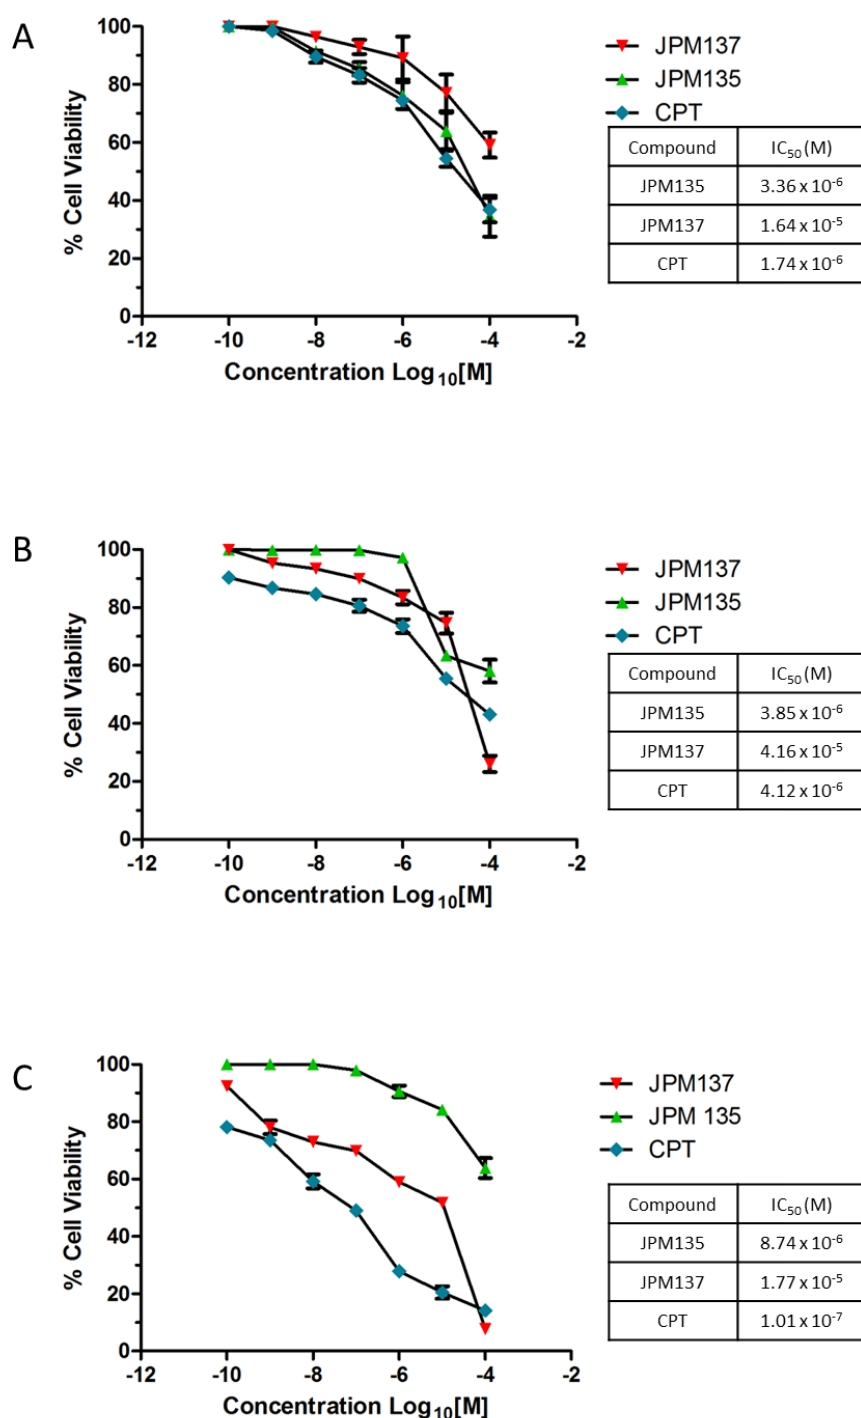 A
100
80
60
40
20
0
% Cell Viability
-12 -10 -8 -6 -4 -2
Concentration Log₁₀[M]
JPM137
JPM135
CPT
Compound IC₅₀ (M)
JPM135 3.36 x 10⁻⁶
JPM137 1.64 x 10⁻⁵
CPT 1.74 x 10⁻⁶
B
100
80
60
40
20
0
% Cell Viability
-12 -10 -8 -6 -4 -2
Concentration Log₁₀[M]
JPM137
JPM135
CPT
Compound IC₅₀ (M)
JPM135 3.85 x 10⁻⁶
JPM137 4.16 x 10⁻⁵
CPT 4.12 x 10⁻⁶
C
100
80
60
40
20
0
% Cell Viability
-12 -10 -8 -6 -4 -2
Concentration Log₁₀[M]
JPM137
JPM 135
CPT
Compound IC₅₀ (M)
JPM135 8.74 x 10⁻⁶
JPM137 1.77 x 10⁻⁵
CPT 1.01 x 10⁻⁷